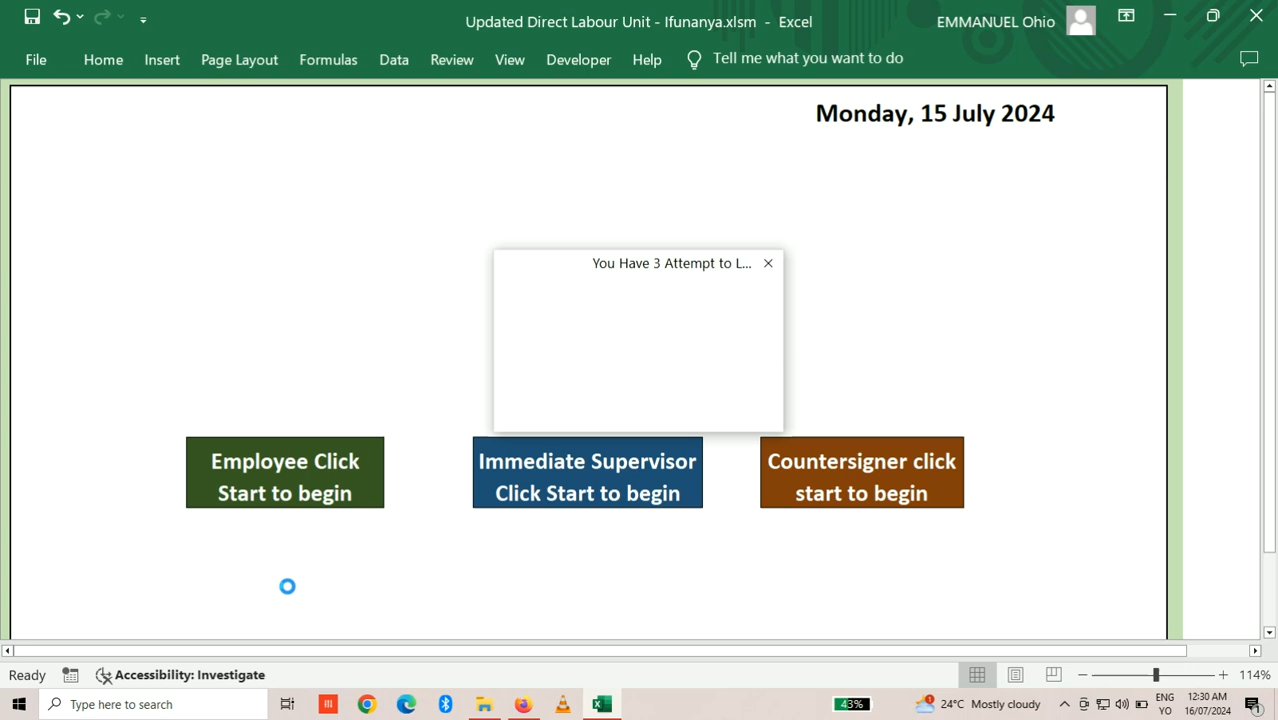 Updated Direct Labour Unit - Ifunanya.xlsm - Excel
EMMANUEL Ohio
File Home Insert Page Layout Formulas Data Review View Developer Help Tell me what you want to do
Monday, 15 July 2024
You Have 3 Attempt to L...
Employee Click
Start to begin
Immediate Supervisor
Click Start to begin
Countersigner click
start to begin
Ready
Accessibility: Investigate
114%
Type here to search
43%
24°C Mostly cloudy
ENG
YO
12:30 AM
16/07/2024
1